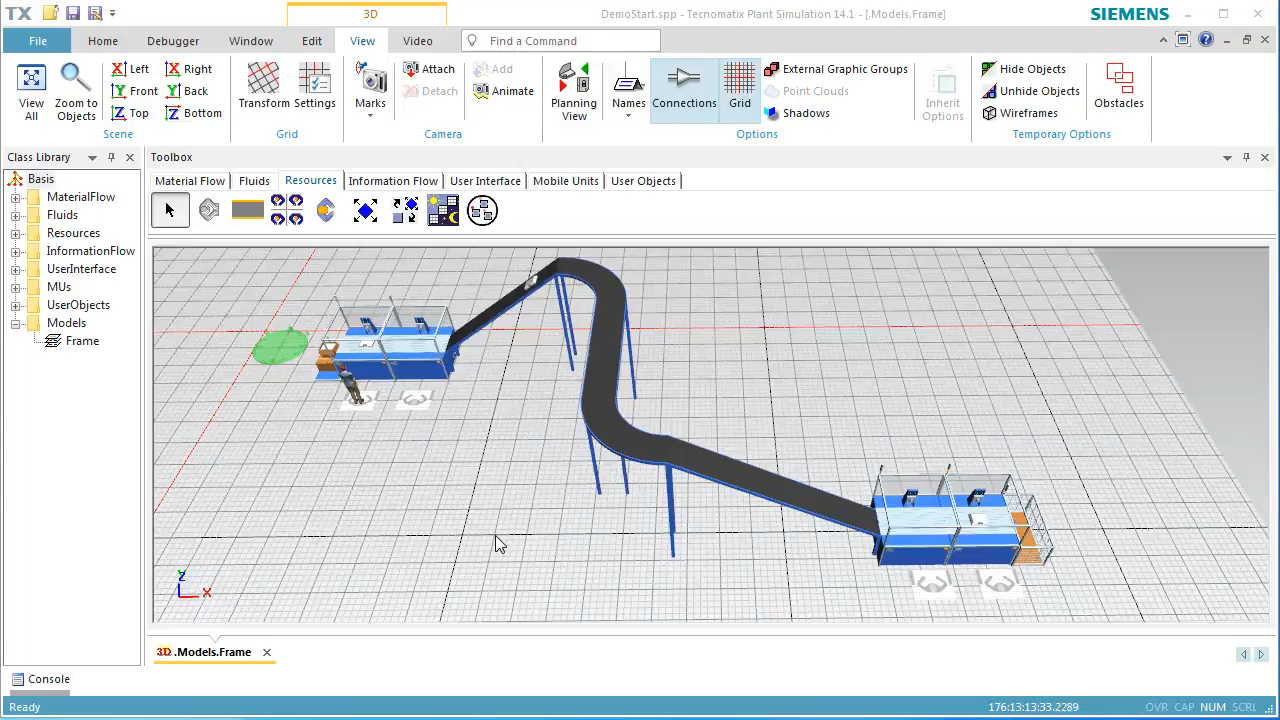 TX
3D
DemoStart.spp - Tecnomatix Plant Simulation 14.1 - [.Models.Frame]
SIEMENS
File
Home
Debugger
Window
Edit
View
Video
Find a Command
View
All
Zoom to
Objects
Left
Front
Top
Right
Back
Bottom
Scene
Transform
Settings
Grid
Marks
Attach
Detach
Add
Animate
Camera
Planning
View
Names
Connections
Grid
External Graphic Groups
Point Clouds
Shadows
Options
Inherit
Options
Hide Objects
Unhide Objects
Wireframes
Obstacles
Temporary Options
Class Library
Basis
MaterialFlow
Fluids
Resources
InformationFlow
UserInterface
MUs
UserObjects
Models
Frame
Toolbox
Material Flow
Fluids
Resources
Information Flow
User Interface
Mobile Units
User Objects
X
3D .Models.Frame
Console
Ready
176:13:13:33.2289
OVR CAP NUM SCRL